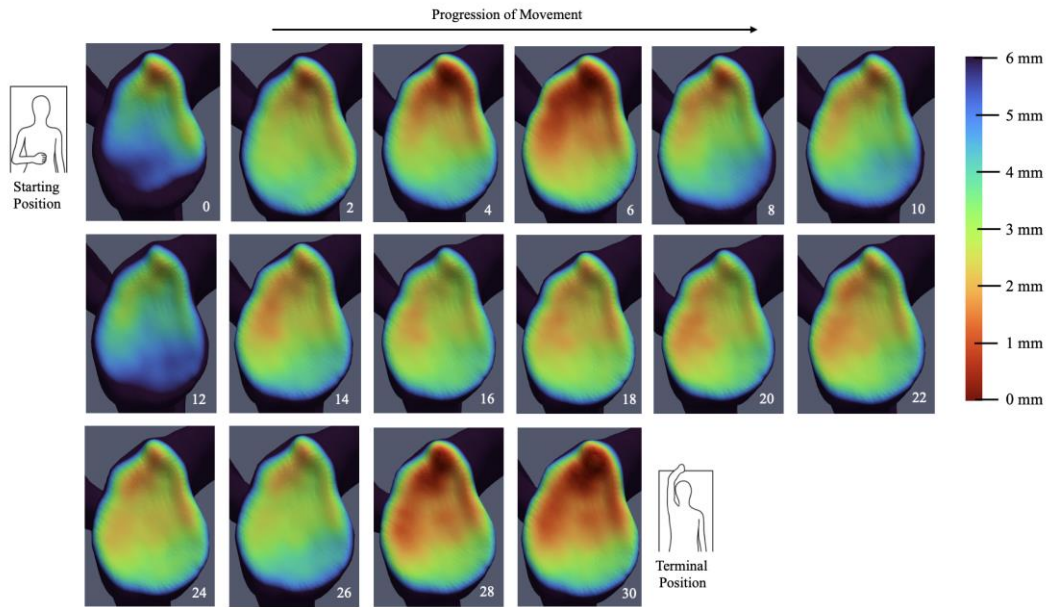 Progression of Movement
Starting
Position
0
2
4
6
8
10
12
14
16
18
20
22
24
26
28
30
Terminal
Position
6 mm
5 mm
4 mm
3 mm
2 mm
1 mm
0 mm